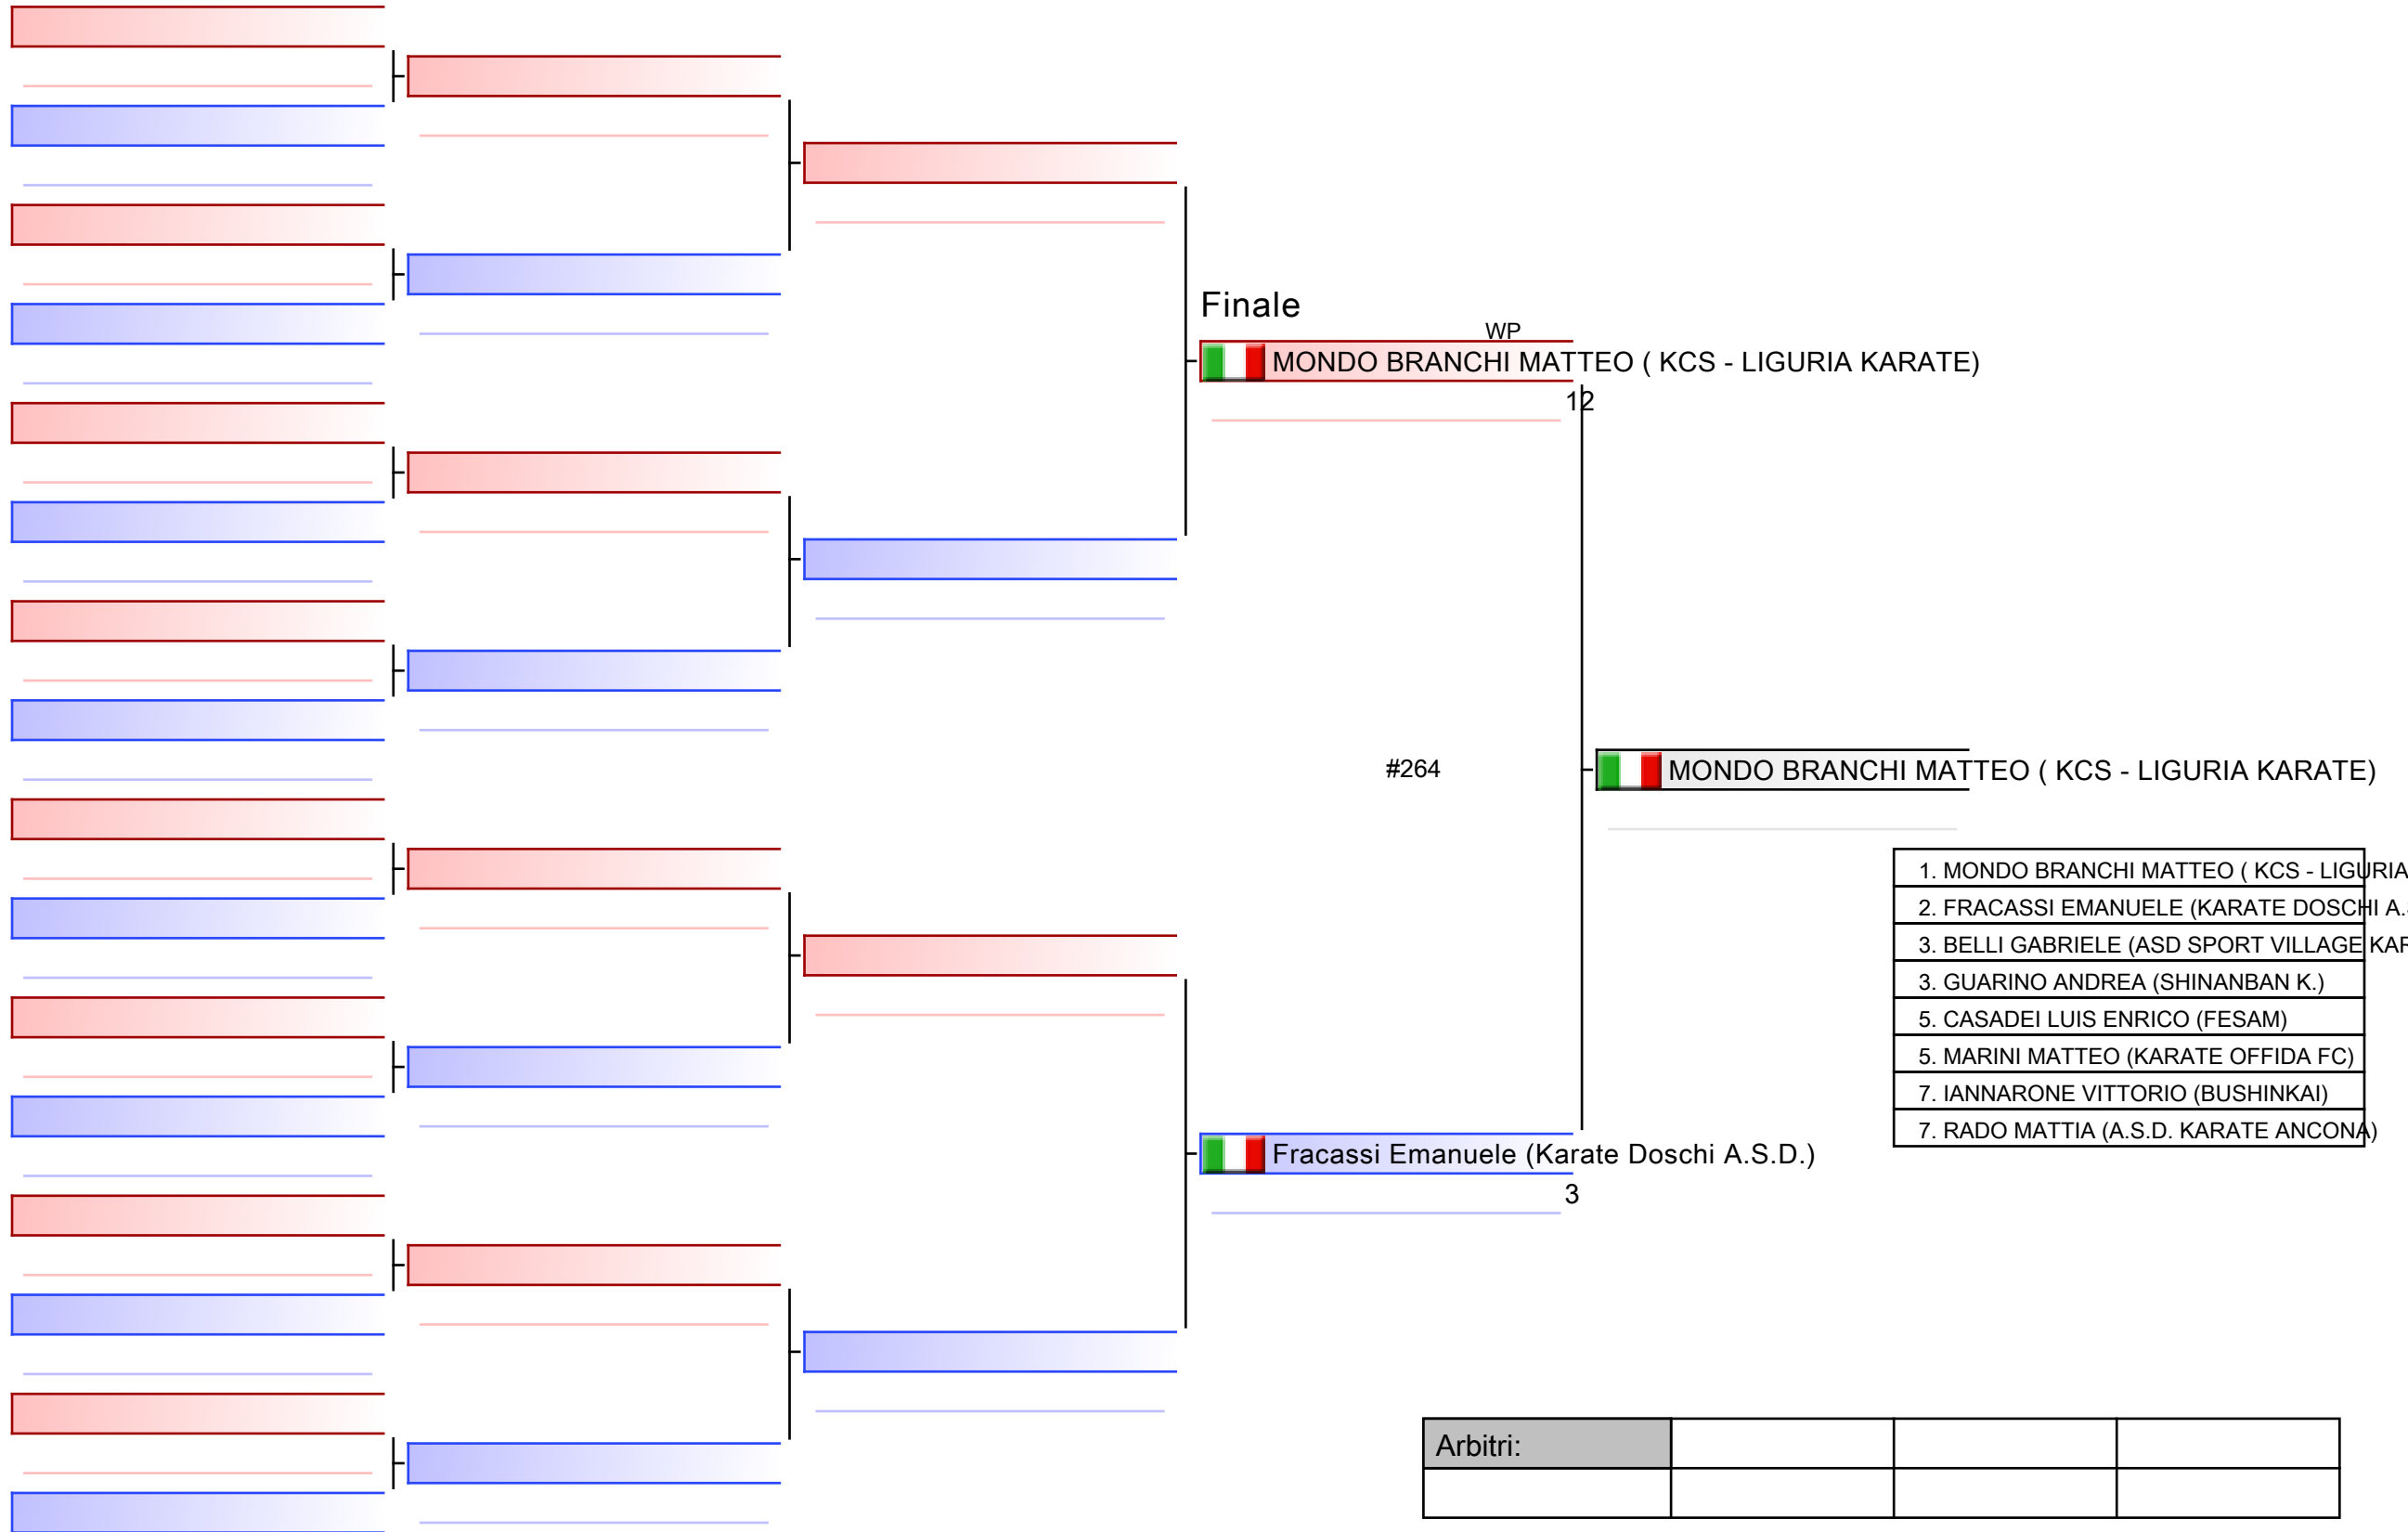 Finale
WP
MONDO BRANCHI MATTEO ( KCS - LIGURIA KARATE)
12
#264
MONDO BRANCHI MATTEO ( KCS - LIGURIA KARATE)
1. MONDO BRANCHI MATTEO ( KCS - LIGURIA
2. FRACASSI EMANUELE (KARATE DOSCHI A.
3. BELLI GABRIELE (ASD SPORT VILLAGE KAR
3. GUARINO ANDREA (SHINANBAN K.)
5. CASADEI LUIS ENRICO (FESAM)
5. MARINI MATTEO (KARATE OFFIDA FC)
7. IANNARONE VITTORIO (BUSHINKAI)
7. RADO MATTIA (A.S.D. KARATE ANCONA)
Fracassi Emanuele (Karate Doschi A.S.D.)
3
Arbitri: